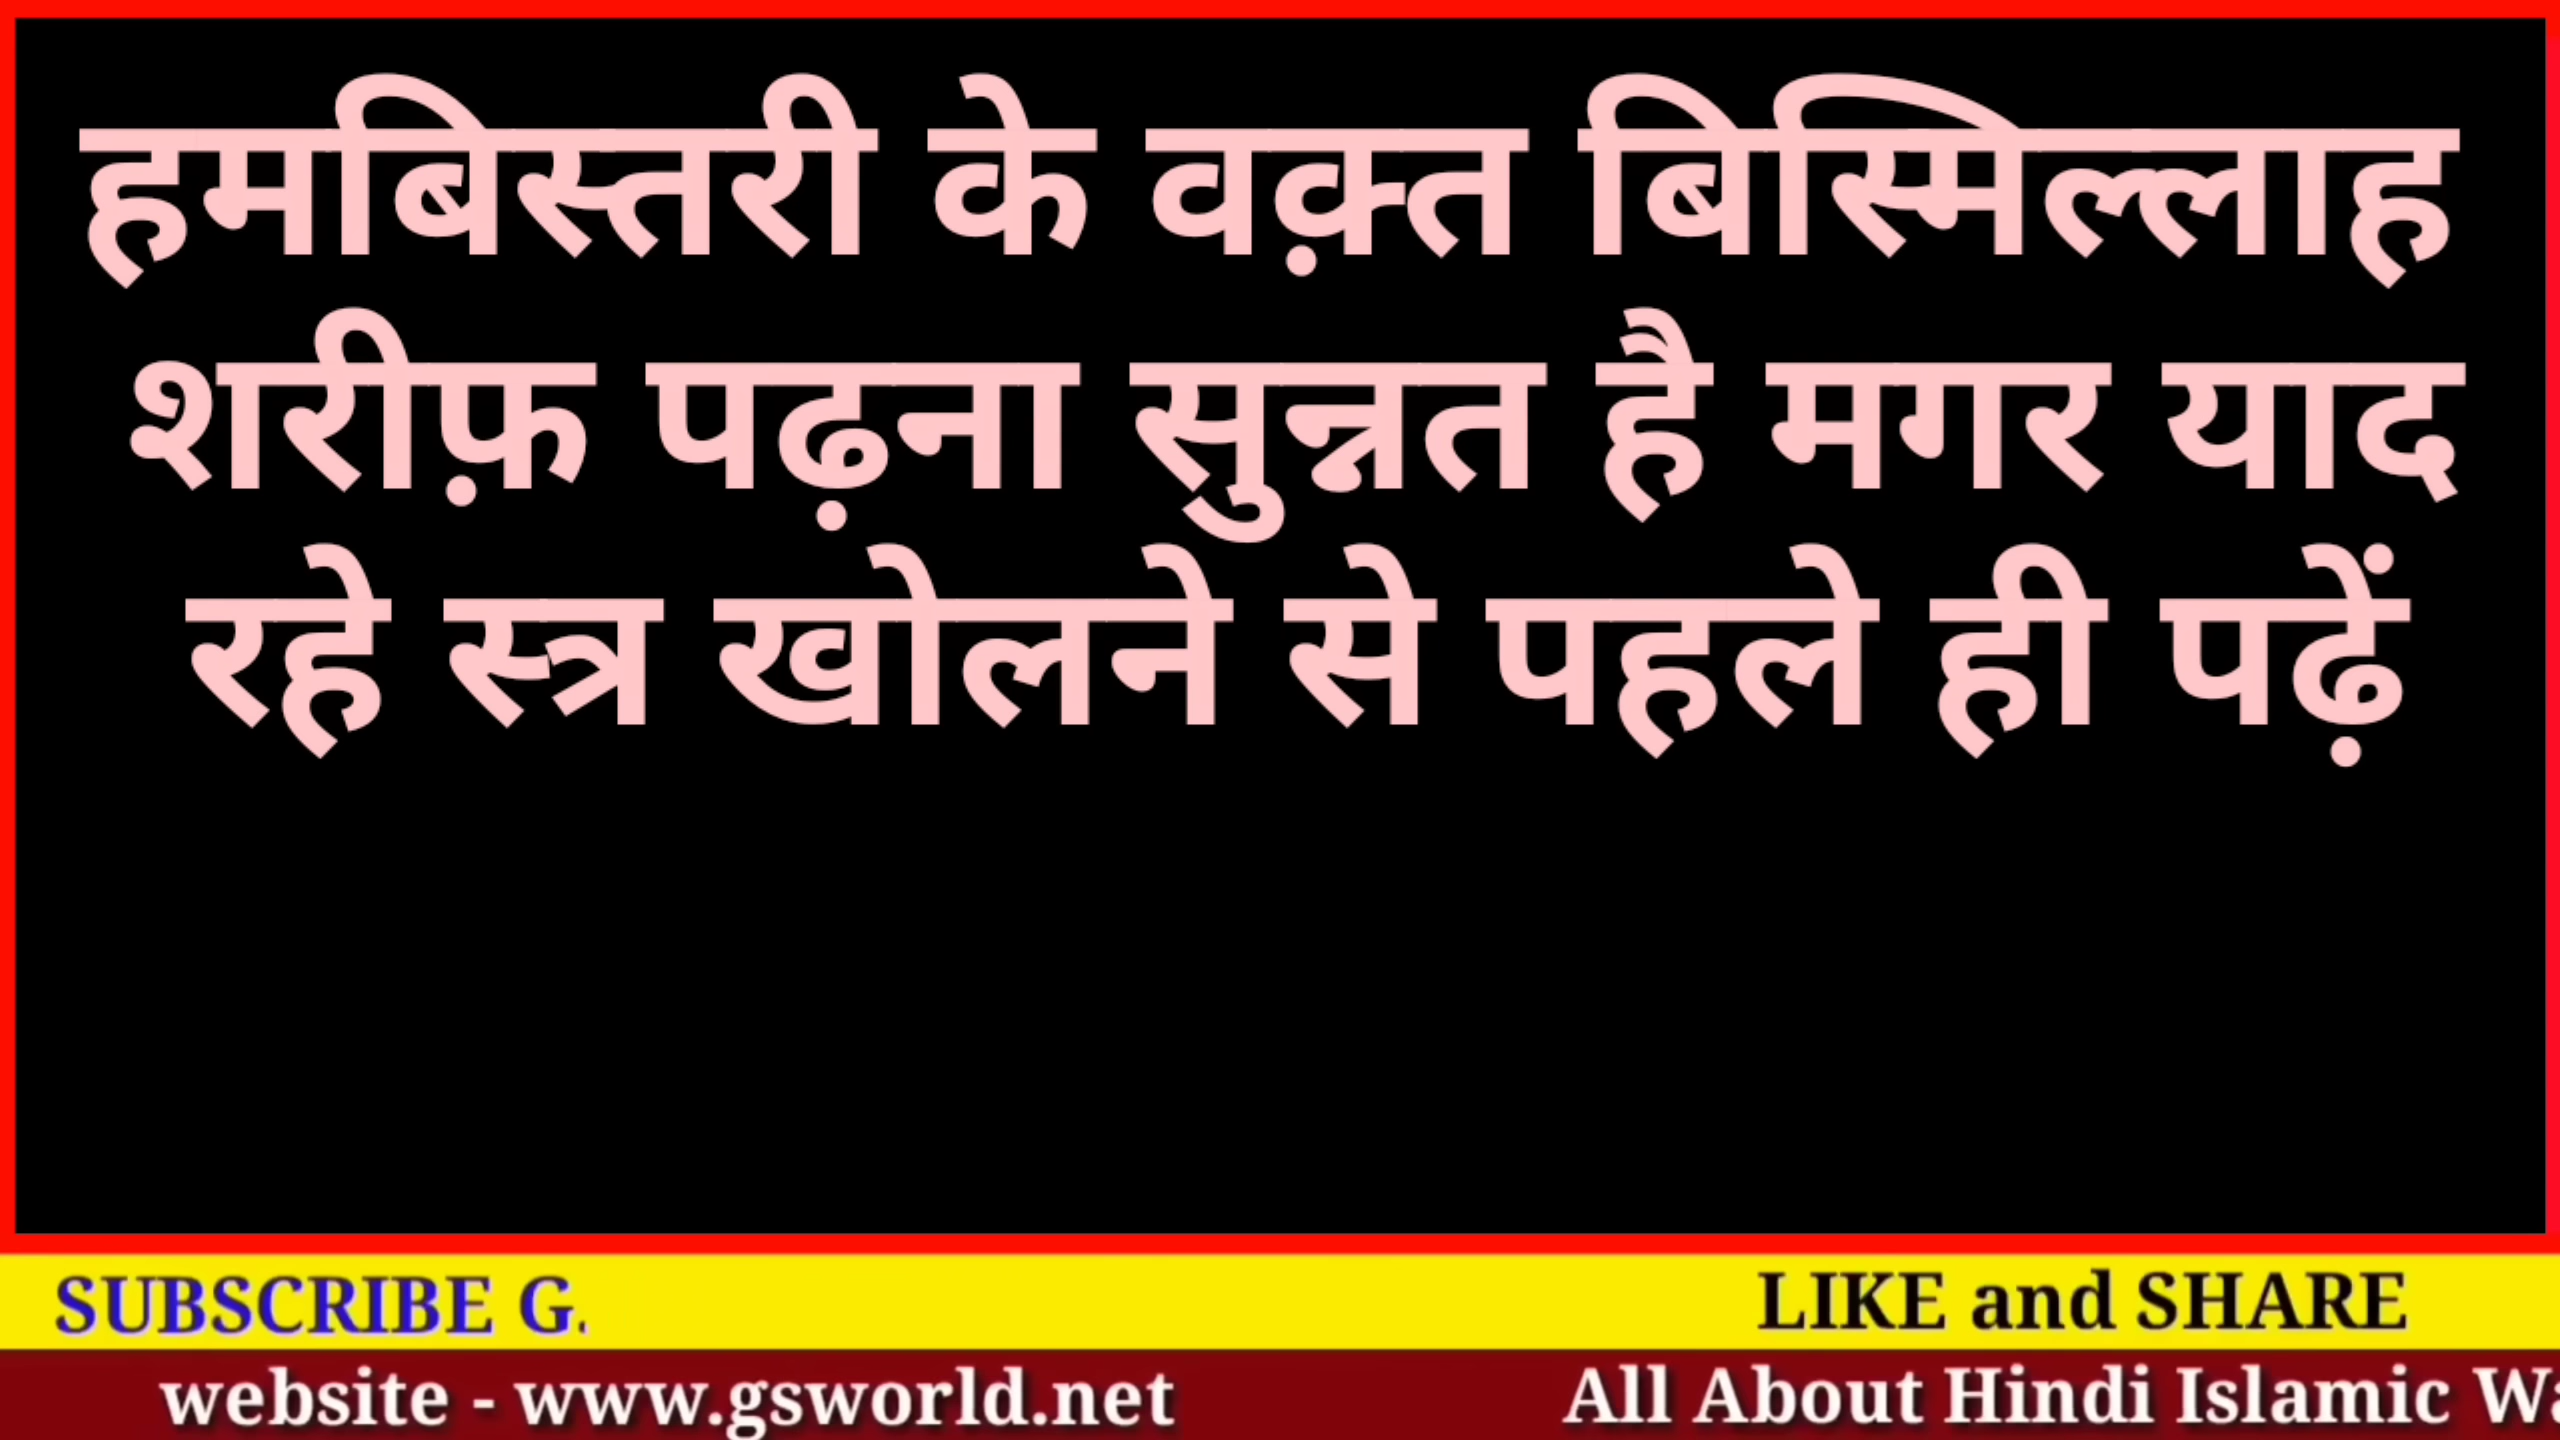 हमबिस्तरी के वक़्त बिस्मिल्लाह
शरीफ़ पढ़ना सुन्नत है मगर याद
रहे स्त्र खोलने से पहले ही पढ़ें
SUBSCRIBE G.
LIKE and SHARE
website - www.gsworld.net
All About Hindi Islamic